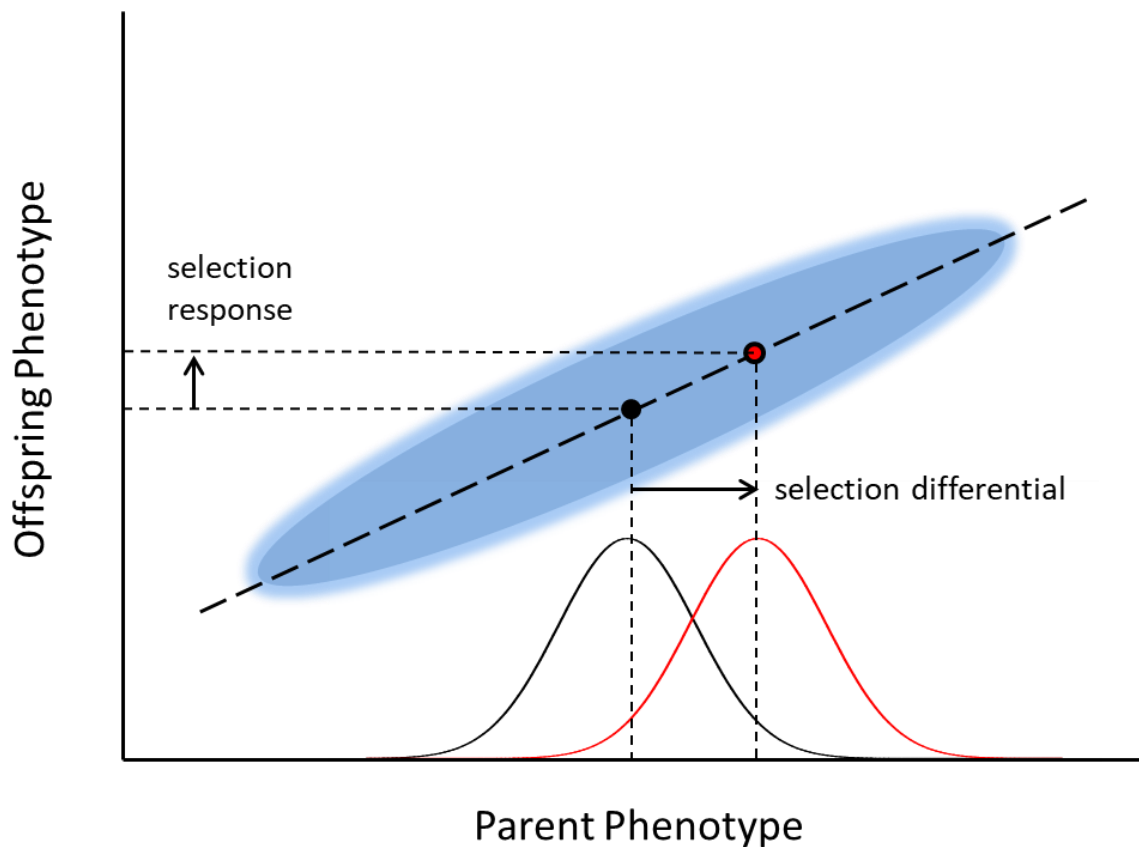 Offspring Phenotype
selection
response
selection differential
Parent Phenotype